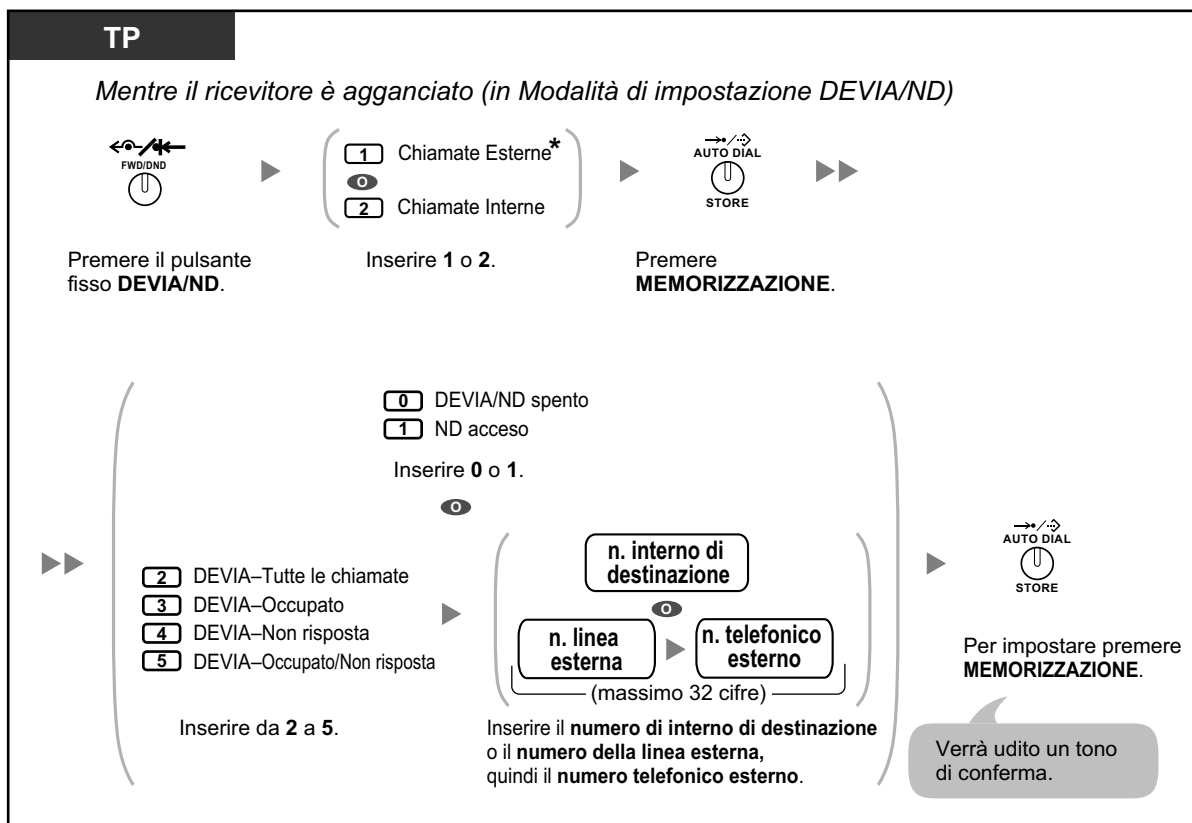 TP
Mentre il ricevitore è agganciato (in Modalità di impostazione DEVIA/ND)
FWD/DND
Premere il pulsante
fisso DEVIA/ND.
1 Chiamate Esterne*
O
2 Chiamate Interne
Inserire 1 o 2.
AUTO DIAL
STORE
Premere
MEMORIZZAZIONE.
0 DEVIA/ND spento
1 ND acceso
Inserire 0 o 1.
O
2 DEVIA–Tutte le chiamate
3 DEVIA–Occupato
4 DEVIA–Non risposta
5 DEVIA–Occupato/Non risposta
Inserire da 2 a 5.
n. interno di
destinazione
O
n. linea
esterna
n. telefonico
esterno
(massimo 32 cifre)
Inserire il numero di interno di destinazione
o il numero della linea esterna,
quindi il numero telefonico esterno.
AUTO DIAL
STORE
Per impostare premere
MEMORIZZAZIONE.
Verrà udito un tono
di conferma.